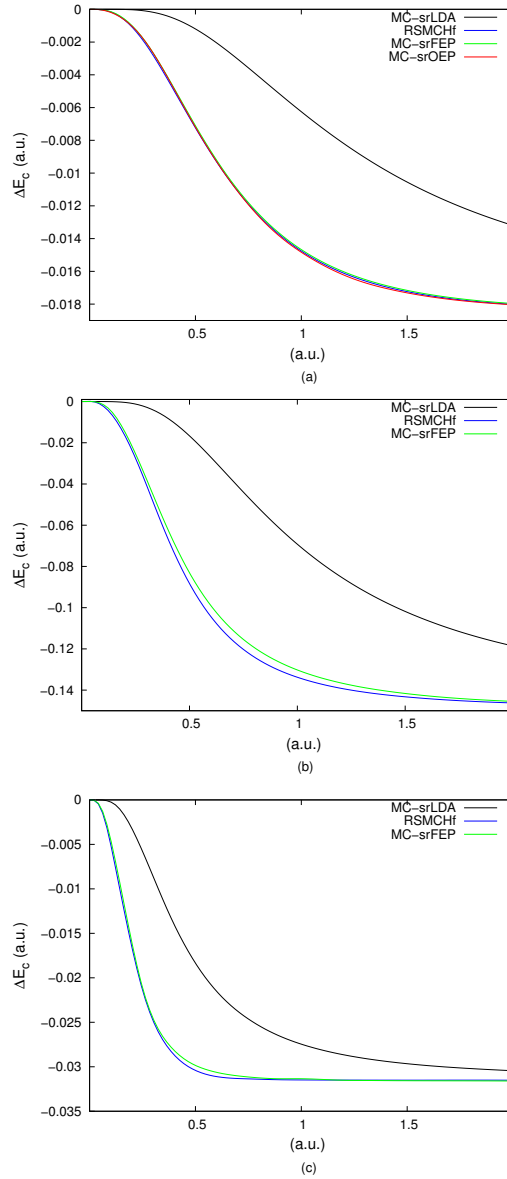 0
−0.002
−0.004
−0.006
−0.008
−0.01
−0.012
−0.014
−0.016
−0.018
ΔE_c (a.u.)
MC−srLDA
RSMCHf
MC−srFEP
MC−srOEP
0.5 1 1.5
(a.u.)
(a)
0
−0.02
−0.04
−0.06
−0.08
−0.1
−0.12
−0.14
ΔE_c (a.u.)
MC−srLDA
RSMCHf
MC−srFEP
0.5 1 1.5
(a.u.)
(b)
0
−0.005
−0.01
−0.015
−0.02
−0.025
−0.03
−0.035
ΔE_c (a.u.)
MC−srLDA
RSMCHf
MC−srFEP
0.5 1 1.5
(a.u.)
(c)